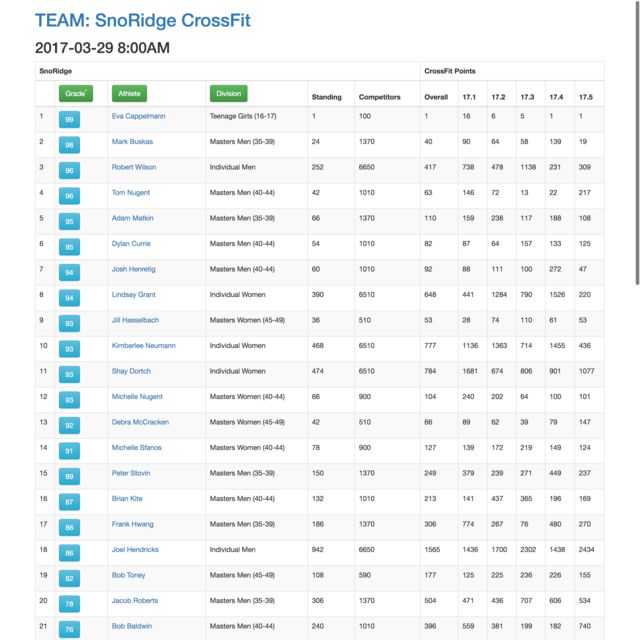 TEAM: SnoRidge CrossFit
2017-03-29 8:00AM
SnoRidge CrossFit Points
Grade* Athlete Division Standing Competitors Overall 17.1 17.2 17.3 17.4 17.5
1 99 Eva Cappelmann Teenage Girls (16-17) 1 100 1 16 6 5 1 1
2 98 Mark Buskas Masters Men (35-39) 24 1370 40 90 64 58 139 19
3 96 Robert Wilson Individual Men 252 6650 417 738 478 1138 231 309
4 96 Tom Nugent Masters Men (40-44) 42 1010 63 146 72 13 22 217
5 95 Adam Matkin Masters Men (35-39) 66 1370 110 159 238 117 188 108
6 95 Dylan Currie Masters Men (40-44) 54 1010 82 87 64 157 133 125
7 94 Josh Henretig Masters Men (40-44) 60 1010 92 88 111 100 272 47
8 94 Lindsay Grant Individual Women 390 6510 648 441 1284 790 1526 220
9 93 Jill Hasselbach Masters Women (45-49) 36 510 53 28 74 110 61 53
10 93 Kimberlee Neumann Individual Women 468 6510 777 1136 1363 714 1455 436
11 93 Shay Dortch Individual Women 474 6510 784 1681 674 806 901 1077
12 93 Michelle Nugent Masters Women (40-44) 66 900 104 240 202 64 100 101
13 92 Debra McCracken Masters Women (45-49) 42 510 66 89 62 39 79 147
14 91 Michelle Sfanos Masters Women (40-44) 78 900 127 139 172 219 149 124
15 89 Peter Stovin Masters Men (35-39) 150 1370 249 379 239 271 449 237
16 87 Brian Kite Masters Men (40-44) 132 1010 213 141 437 365 196 169
17 86 Frank Hwang Masters Men (35-39) 186 1370 306 774 267 76 480 270
18 86 Joel Hendricks Individual Men 942 6650 1565 1436 1700 2302 1438 2434
19 82 Bob Toney Masters Men (45-49) 108 590 177 125 225 236 226 155
20 78 Jacob Roberts Masters Men (35-39) 306 1370 504 471 436 707 606 534
21 76 Bob Baldwin Masters Men (40-44) 240 1010 396 559 381 199 182 740